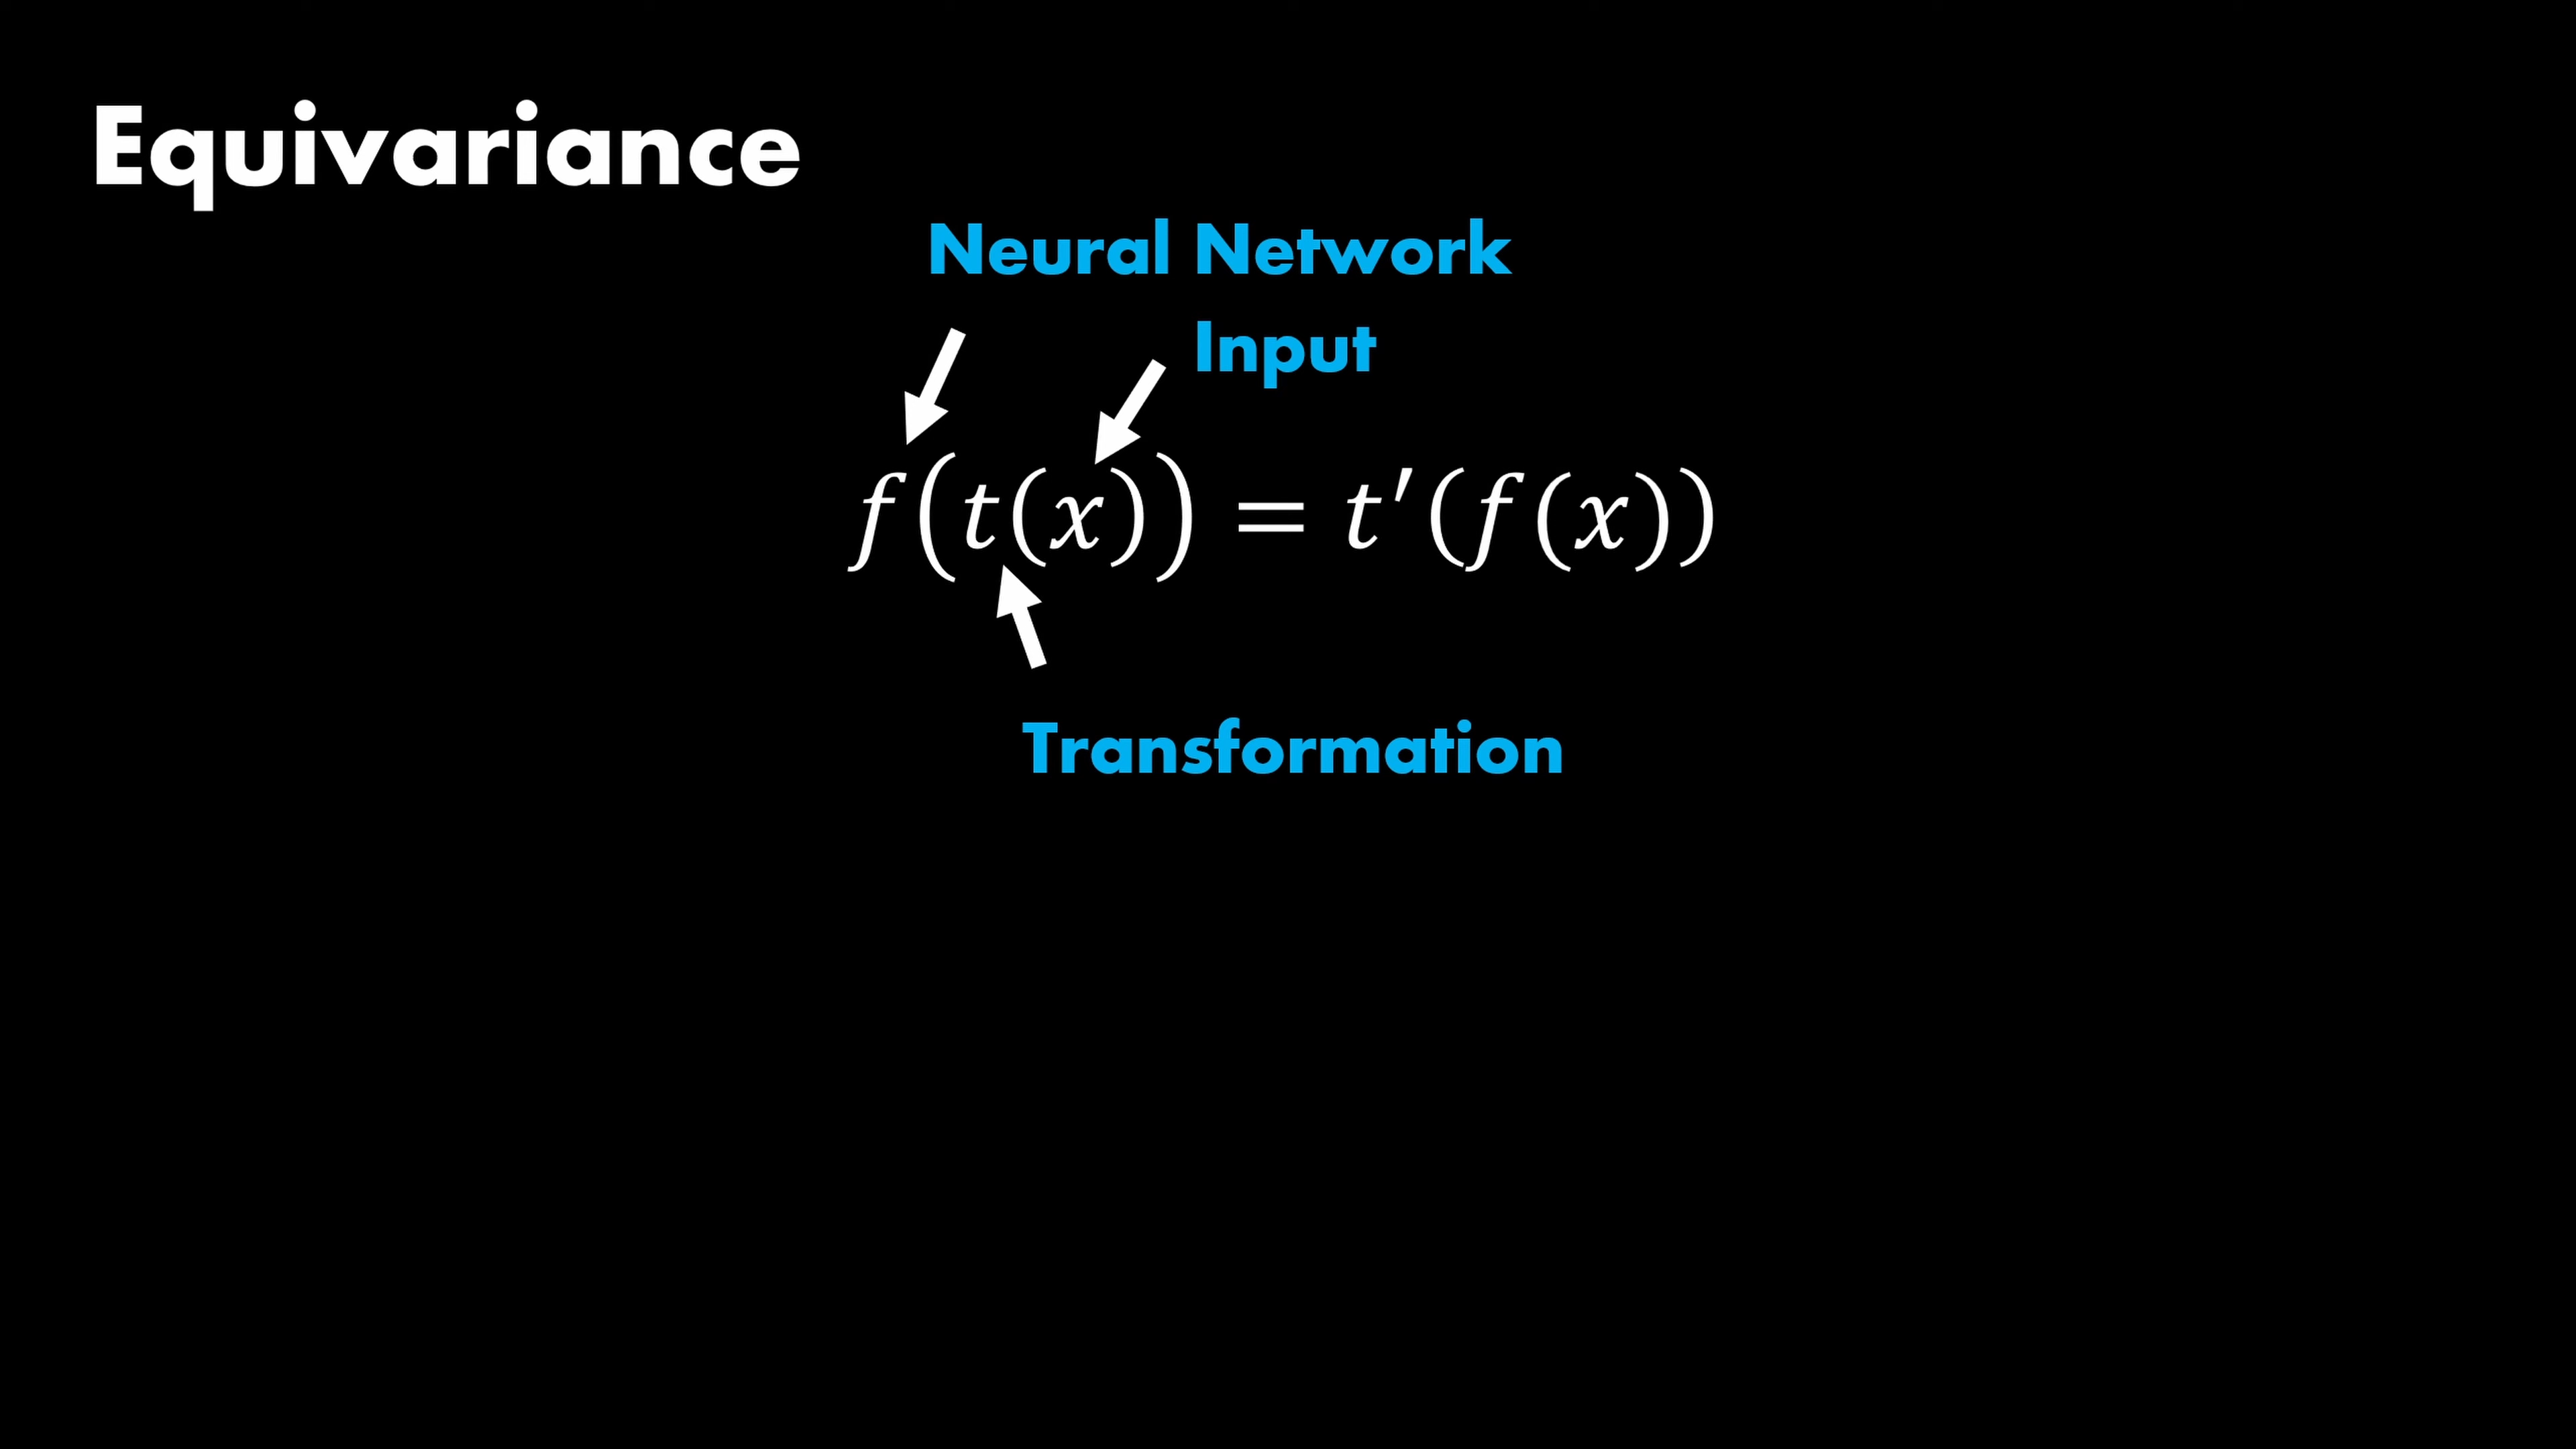 Equivariance
Neural Network
Input
f(t(x)) = t′(f(x))
Transformation